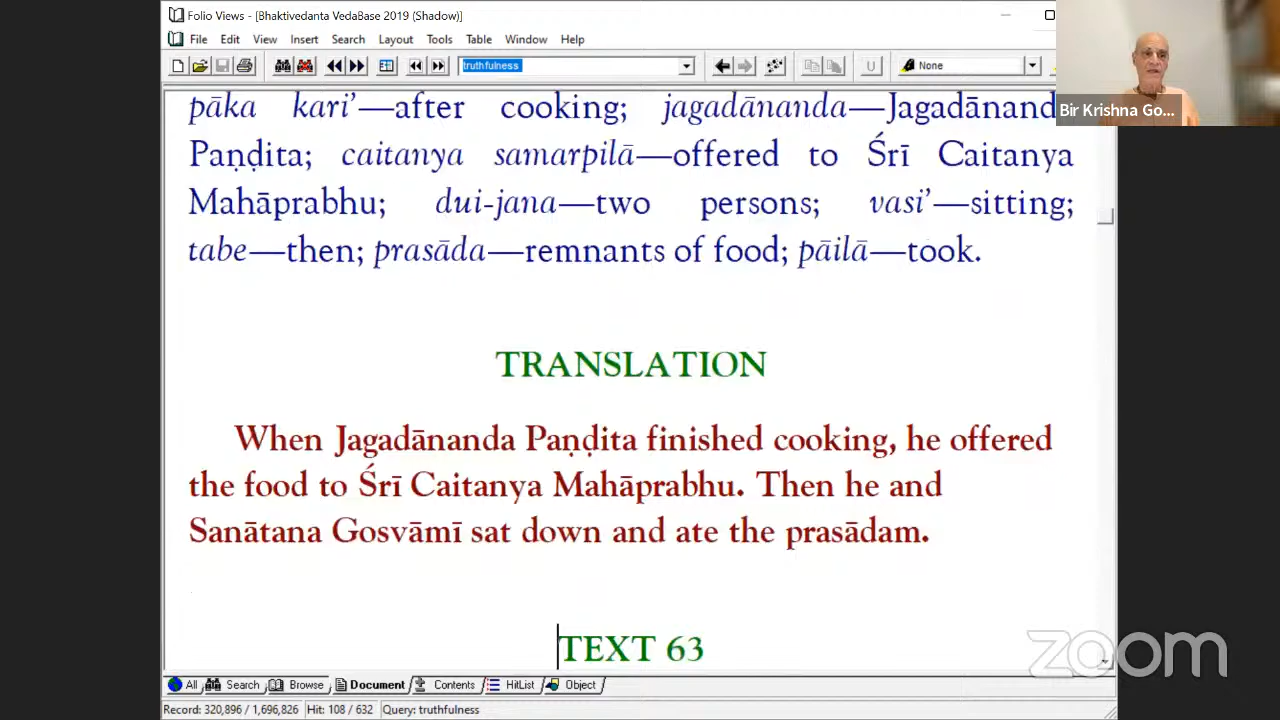 Folio Views - [Bhaktivedanta VedaBase 2019 (Shadow)]
File Edit View Insert Search Layout Tools Table Window Help
truthfulness
None
Bir Krishna Go...
pāka kari’—after cooking; jagadānanda—Jagadānand
Paṇḍita; caitanya samarpilā—offered to Śrī Caitanya
Mahāprabhu; dui-jana—two persons; vasi’—sitting;
tabe—then; prasāda—remnants of food; pāilā—took.
TRANSLATION
When Jagadānanda Paṇḍita finished cooking, he offered
the food to Śrī Caitanya Mahāprabhu. Then he and
Sanātana Gosvāmī sat down and ate the prasādam.
TEXT 63
zoom
All Search Browse Document Contents HitList Object
Record: 320,896 / 1,696,826 Hit: 108 / 632 Query: truthfulness